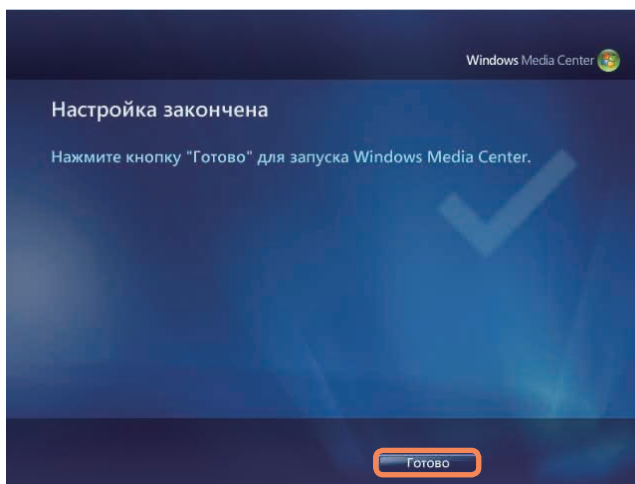 Windows Media Center
Настройка закончена
Нажмите кнопку "Готово" для запуска Windows Media Center.
Готово